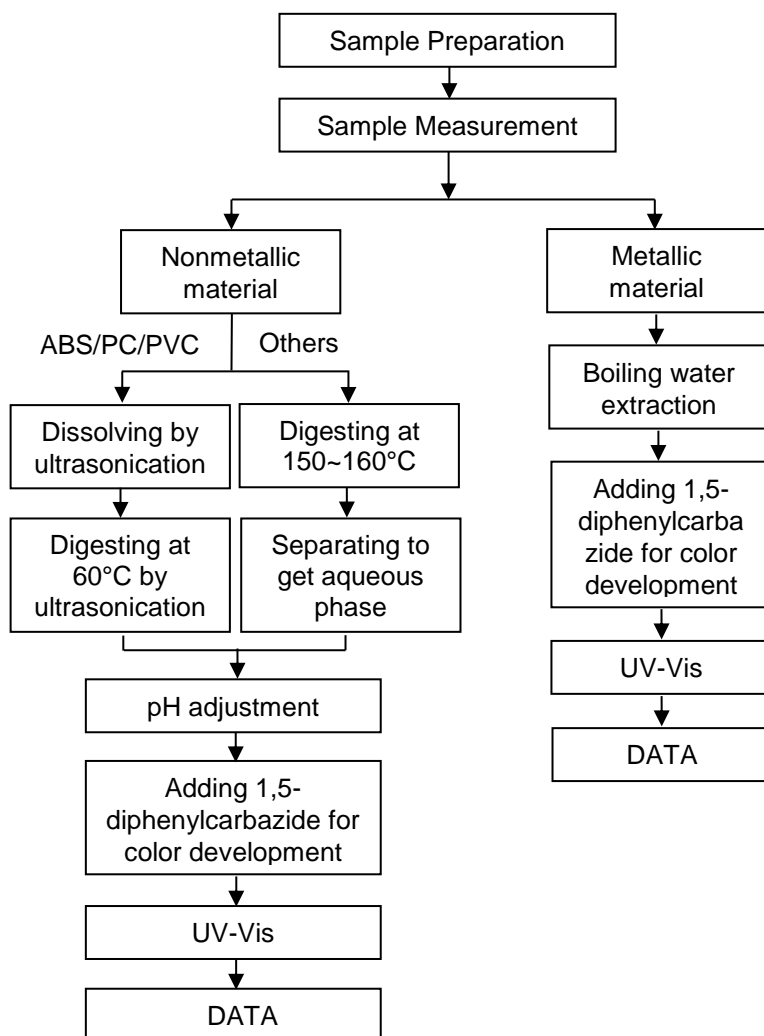 Sample Preparation
Sample Measurement
Nonmetallic
material
ABS/PC/PVC
Others
Dissolving by
ultrasonication
Digesting at
60°C by
ultrasonication
Digesting at
150~160°C
Separating to
get aqueous
phase
pH adjustment
Adding 1,5-
diphenylcarbazide for
color development
UV-Vis
DATA
Metallic
material
Boiling water
extraction
Adding 1,5-
diphenylcarba
zide for color
development
UV-Vis
DATA